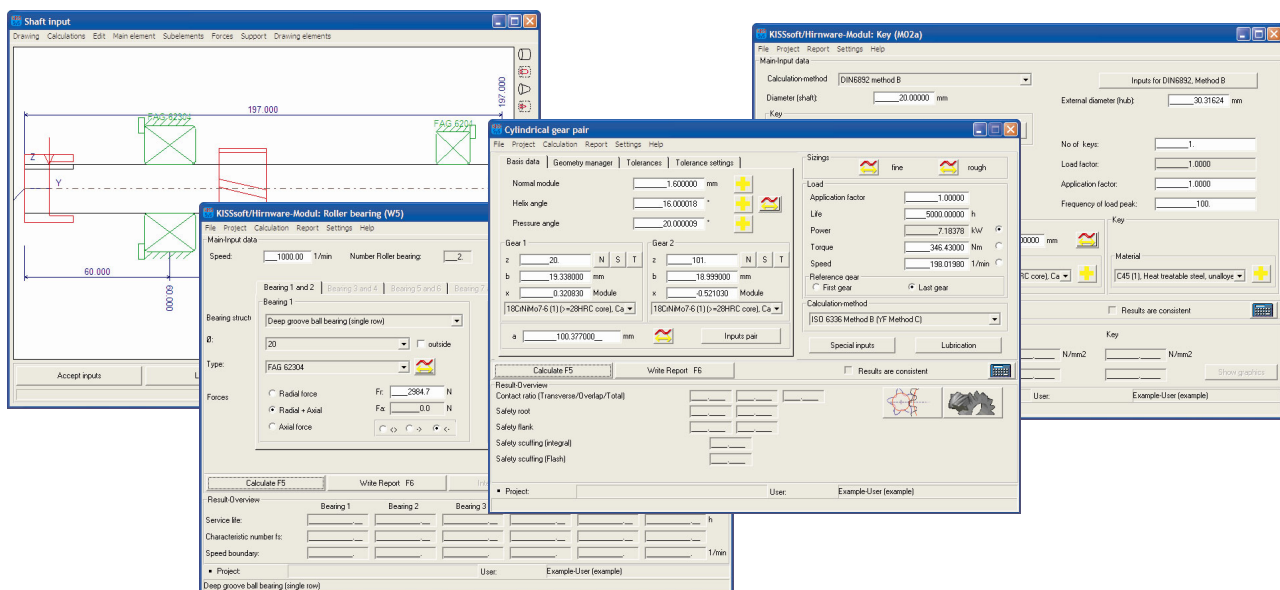 Shaft input
Drawing Calculations Edit Main element Subelements Forces Support Drawing elements
197.000
197.000
FAG 62304
FAG 6204
Z
Y
60.000
60.000
Accept inputs
KISSsoft/Hirnware-Modul: Key (M02a)
File Project Report Settings Help
Main-Input data
Calculation-method DIN6892 method B
Inputs for DIN6892, Method B
Diameter (shaft): 20.00000 mm
External diameter (hub): 30.31624 mm
Key
No of keys: 1.
Load factor: 1.0000
Application factor: 1.0000
Frequency of load peak: 100.
Key
00000 mm
Material
RC core), Ca
C45 (1), Heat treatable steel, unalloye
Results are consistent
Key
N/mm2
N/mm2
Show graphics
User: Example-User (example)
KISSsoft/Hirnware-Modul: Roller bearing (W5)
File Project Calculation Report Settings Help
Main-Input data
Speed: 1000.00 1/min Number Roller bearing: 2.
Bearing 1 and 2 Bearing 3 and 4 Bearing 5 and 6 Bearing 7
Bearing 1
Bearing struct Deep groove ball bearing (single row)
Ø: 20 outside
Type: FAG 62304
Forces
Radial force Fr: 2984.7 N
Radial + Axial Fa: 0.0 N
Axial force <> -> <-
Calculate F5 Write Report F6
Result-Overview
Bearing 1 Bearing 2 Bearing 3
Service life: h
Characteristic number fs:
Speed boundary: 1/min
Project: User: Example-User (example)
Deep groove ball bearing (single row)
Cylindrical gear pair
File Project Calculation Report Settings Help
Basis data Geometry manager Tolerances Tolerance settings
Normal module 1.600000 mm
Helix angle 16.000018 °
Pressure angle 20.000009 °
Gear 1 Gear 2
z 20. N S T z 101. N S T
b 19.338000 mm b 18.999000 mm
x 0.320830 Module x -0.521030 Module
18CrNiMo7-6 (1) (>=28HRC core), Ca 18CrNiMo7-6 (1) (>=28HRC core), Ca
a 100.377000 mm Inputs pair
Sizings fine rough
Load
Application factor 1.00000
Life 5000.00000 h
Power 7.18378 kW
Torque 346.43000 Nm
Speed 198.01980 1/min
Reference gear
First gear Last gear
Calculation-method
ISO 6336 Method B (YF Method C)
Special inputs Lubrication
Calculate F5 Write Report F6 Results are consistent
Result-Overview
Contact ratio (Transverse/Overlap/Total)
Safety root
Safety flank
Safety scuffing (integral)
Safety scuffing (Flash)
Project: User: Example-User (example)